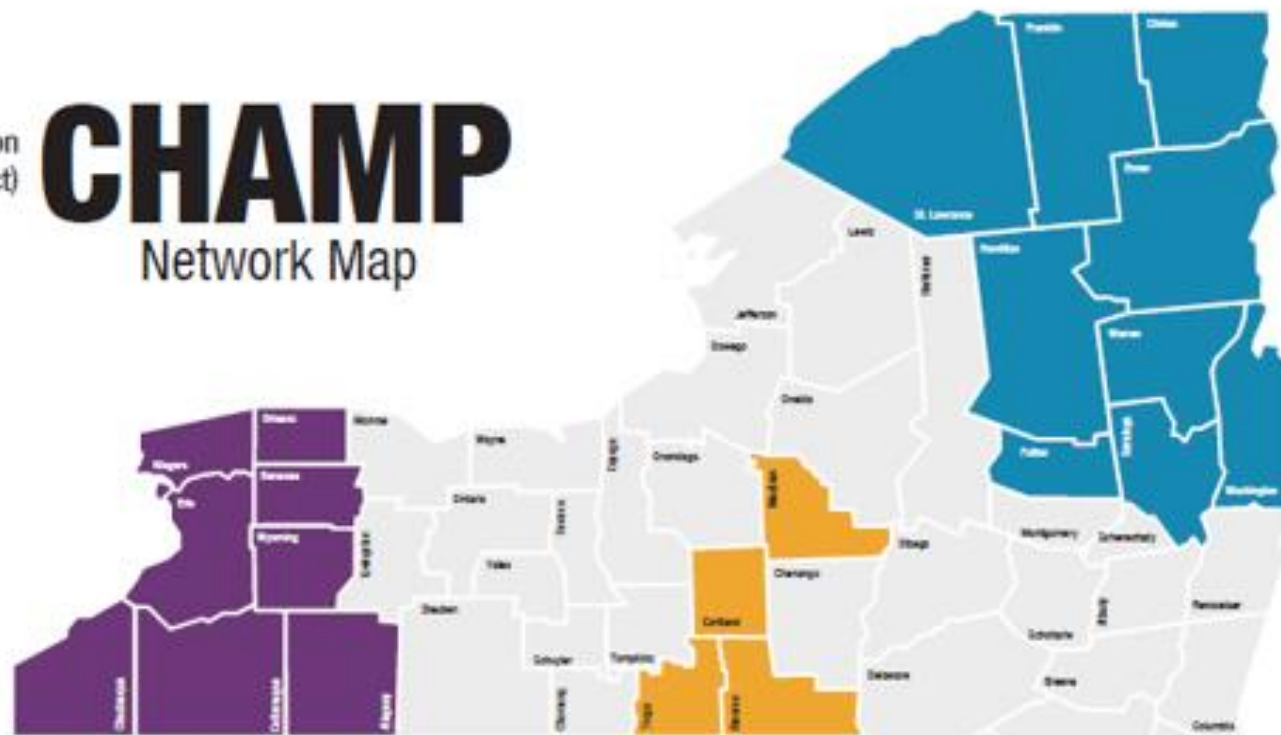 on
CHAMP
ct)
Network Map
Franklin
Clinton
Essex
St. Lawrence
Lewis
Hamilton
Herkimer
Jefferson
Warren
Oswego
Oneida
Orleans
Monroe
Wayne
Cayuga
Onondaga
Fulton
Saratoga
Niagara
Genesee
Madison
Washington
Erie
Ontario
Seneca
Wyoming
Livingston
Otsego
Montgomery
Schenectady
Yates
Chenango
Steuben
Cortland
Albany
Rensselaer
Schoharie
Schuyler
Tompkins
Delaware
Greene
Chautauqua
Cattaraugus
Allegany
Chemung
Tioga
Broome
Columbia